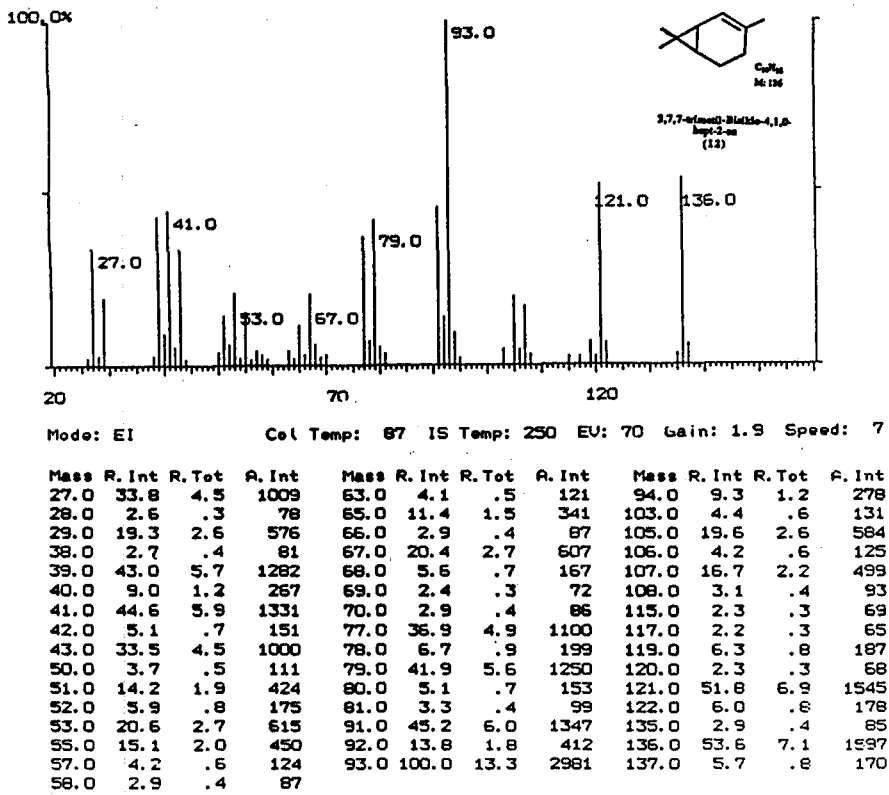 100.0%
93.0
M: 136
(12)
121.0
136.0
41.0
79.0
27.0
53.0
67.0
20
70
120
Mode: EI Col Temp: 87 IS Temp: 250 EV: 70 Gain: 1.9 Speed: 7
Mass R.Int R.Tot A.Int Mass R.Int R.Tot A.Int Mass R.Int R.Tot A.Int
27.0 33.8 4.5 1009 63.0 4.1 .5 121 94.0 9.3 1.2 278
28.0 2.6 .3 78 65.0 11.4 1.5 341 103.0 4.4 .6 131
29.0 19.3 2.6 576 66.0 2.9 .4 87 105.0 19.6 2.6 584
38.0 2.7 .4 81 67.0 20.4 2.7 607 106.0 4.2 .6 125
39.0 43.0 5.7 1282 68.0 5.6 .7 167 107.0 16.7 2.2 499
40.0 9.0 1.2 267 69.0 2.4 .3 72 108.0 3.1 .4 93
41.0 44.6 5.9 1331 70.0 2.9 .4 86 115.0 2.3 .3 69
42.0 5.1 .7 151 77.0 36.9 4.9 1100 117.0 2.2 .3 65
43.0 33.5 4.5 1000 78.0 6.7 .9 199 119.0 6.3 .8 187
50.0 3.7 .5 111 79.0 41.9 5.6 1250 120.0 2.3 .3 68
51.0 14.2 1.9 424 80.0 5.1 .7 153 121.0 51.8 6.9 1545
52.0 5.9 .8 175 81.0 3.3 .4 99 122.0 6.0 .8 178
53.0 20.6 2.7 615 91.0 45.2 6.0 1347 135.0 2.9 .4 85
55.0 15.1 2.0 450 92.0 13.8 1.8 412 136.0 53.6 7.1 1597
57.0 4.2 .6 124 93.0 100.0 13.3 2981 137.0 5.7 .8 170
58.0 2.9 .4 87